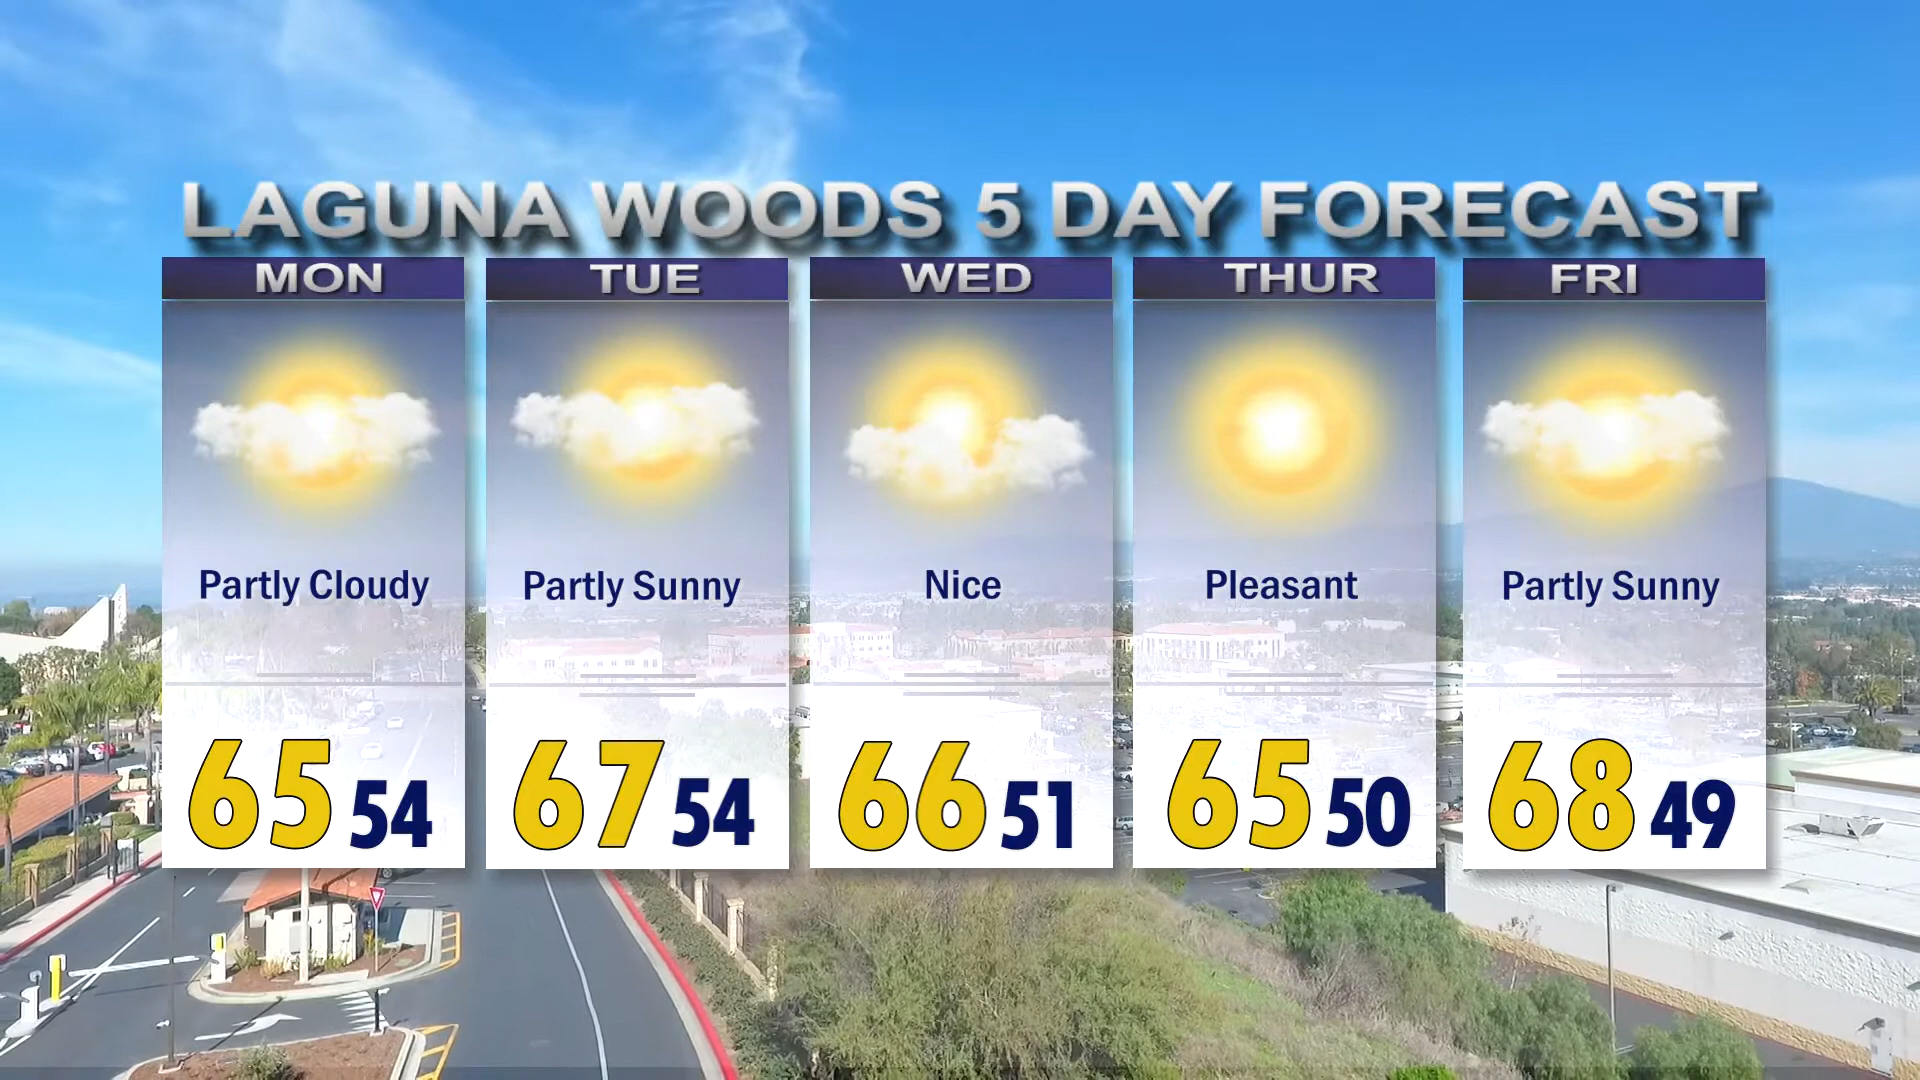 LAGUNA WOODS 5 DAY FORECAST
MON
TUE
WED
THUR
FRI
Partly Cloudy
Partly Sunny
Nice
Pleasant
Partly Sunny
65 54
67 54
66 51
65 50
68 49